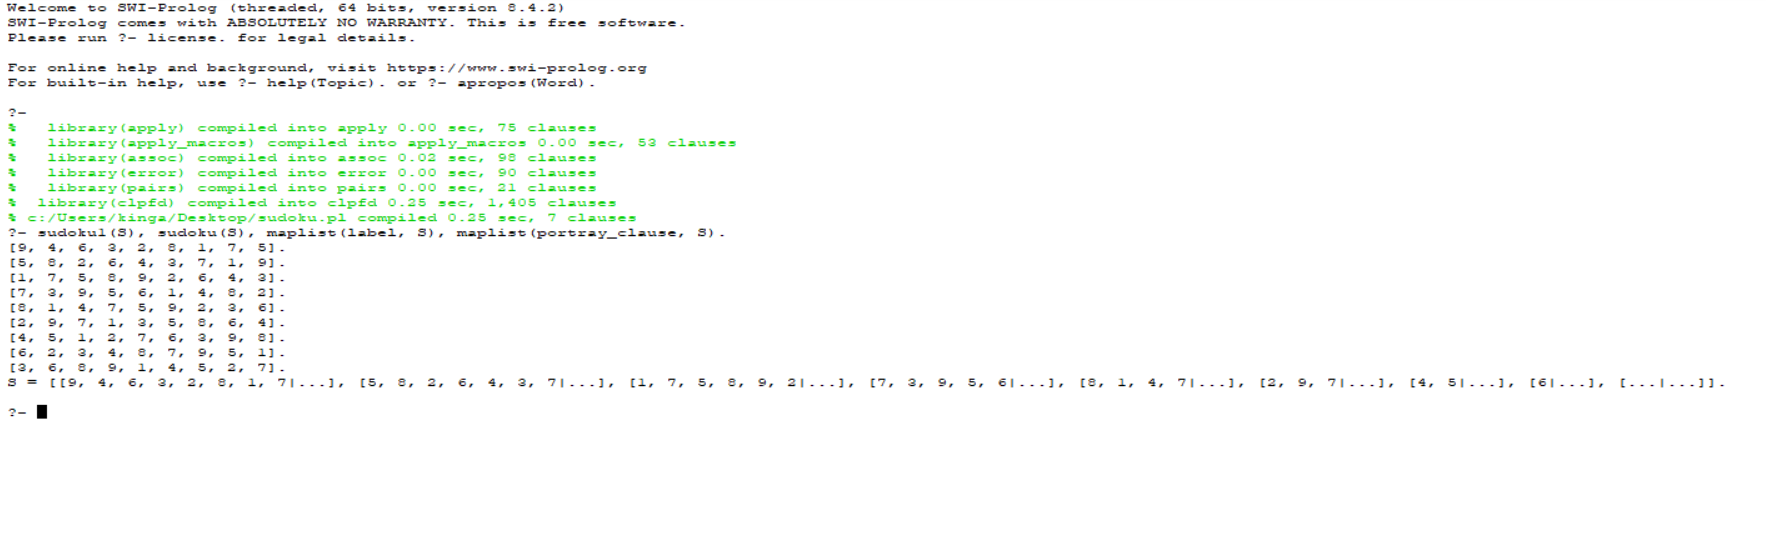 Welcome to SWI-Prolog (threaded, 64 bits, version 8.4.2)
SWI-Prolog comes with ABSOLUTELY NO WARRANTY. This is free software.
Please run ?- license. for legal details.
For online help and background, visit https://www.swi-prolog.org
For built-in help, use ?- help(Topic). or ?- apropos(Word).
?-
%   library(apply) compiled into apply 0.00 sec, 75 clauses
%   library(apply_macros) compiled into apply_macros 0.00 sec, 53 clauses
%   library(assoc) compiled into assoc 0.02 sec, 98 clauses
%   library(error) compiled into error 0.00 sec, 90 clauses
%   library(pairs) compiled into pairs 0.00 sec, 21 clauses
%  library(clpfd) compiled into clpfd 0.25 sec, 1,405 clauses
% c:/Users/kinga/Desktop/sudoku.pl compiled 0.25 sec, 7 clauses
?- sudoku1(S), sudoku(S), maplist(label, S), maplist(portray_clause, S).
[9, 4, 6, 3, 2, 8, 1, 7, 5].
[5, 8, 2, 6, 4, 3, 7, 1, 9].
[1, 7, 5, 8, 9, 2, 6, 4, 3].
[7, 3, 9, 5, 6, 1, 4, 8, 2].
[8, 1, 4, 7, 5, 9, 2, 3, 6].
[2, 9, 7, 1, 3, 5, 8, 6, 4].
[4, 5, 1, 2, 7, 6, 3, 9, 8].
[6, 2, 3, 4, 8, 7, 9, 5, 1].
[3, 6, 8, 9, 1, 4, 5, 2, 7].
S = [[9, 4, 6, 3, 2, 8, 1, 7|...], [5, 8, 2, 6, 4, 3, 7|...], [1, 7, 5, 8, 9, 2|...], [7, 3, 9, 5, 6|...], [8, 1, 4, 7|...], [2, 9, 7|...], [4, 5|...], [6|...], [...|...]].
?-